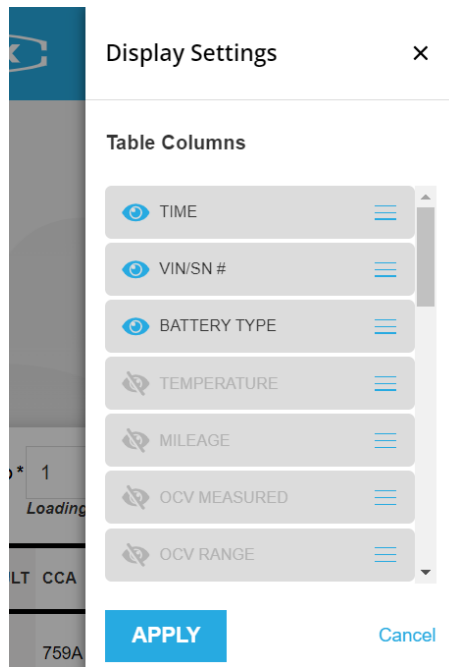 Display Settings
Table Columns
TIME
VIN/SN #
BATTERY TYPE
TEMPERATURE
MILEAGE
* 1
OCV MEASURED
Loading
OCV RANGE
LT CCA
APPLY
Cancel
759A